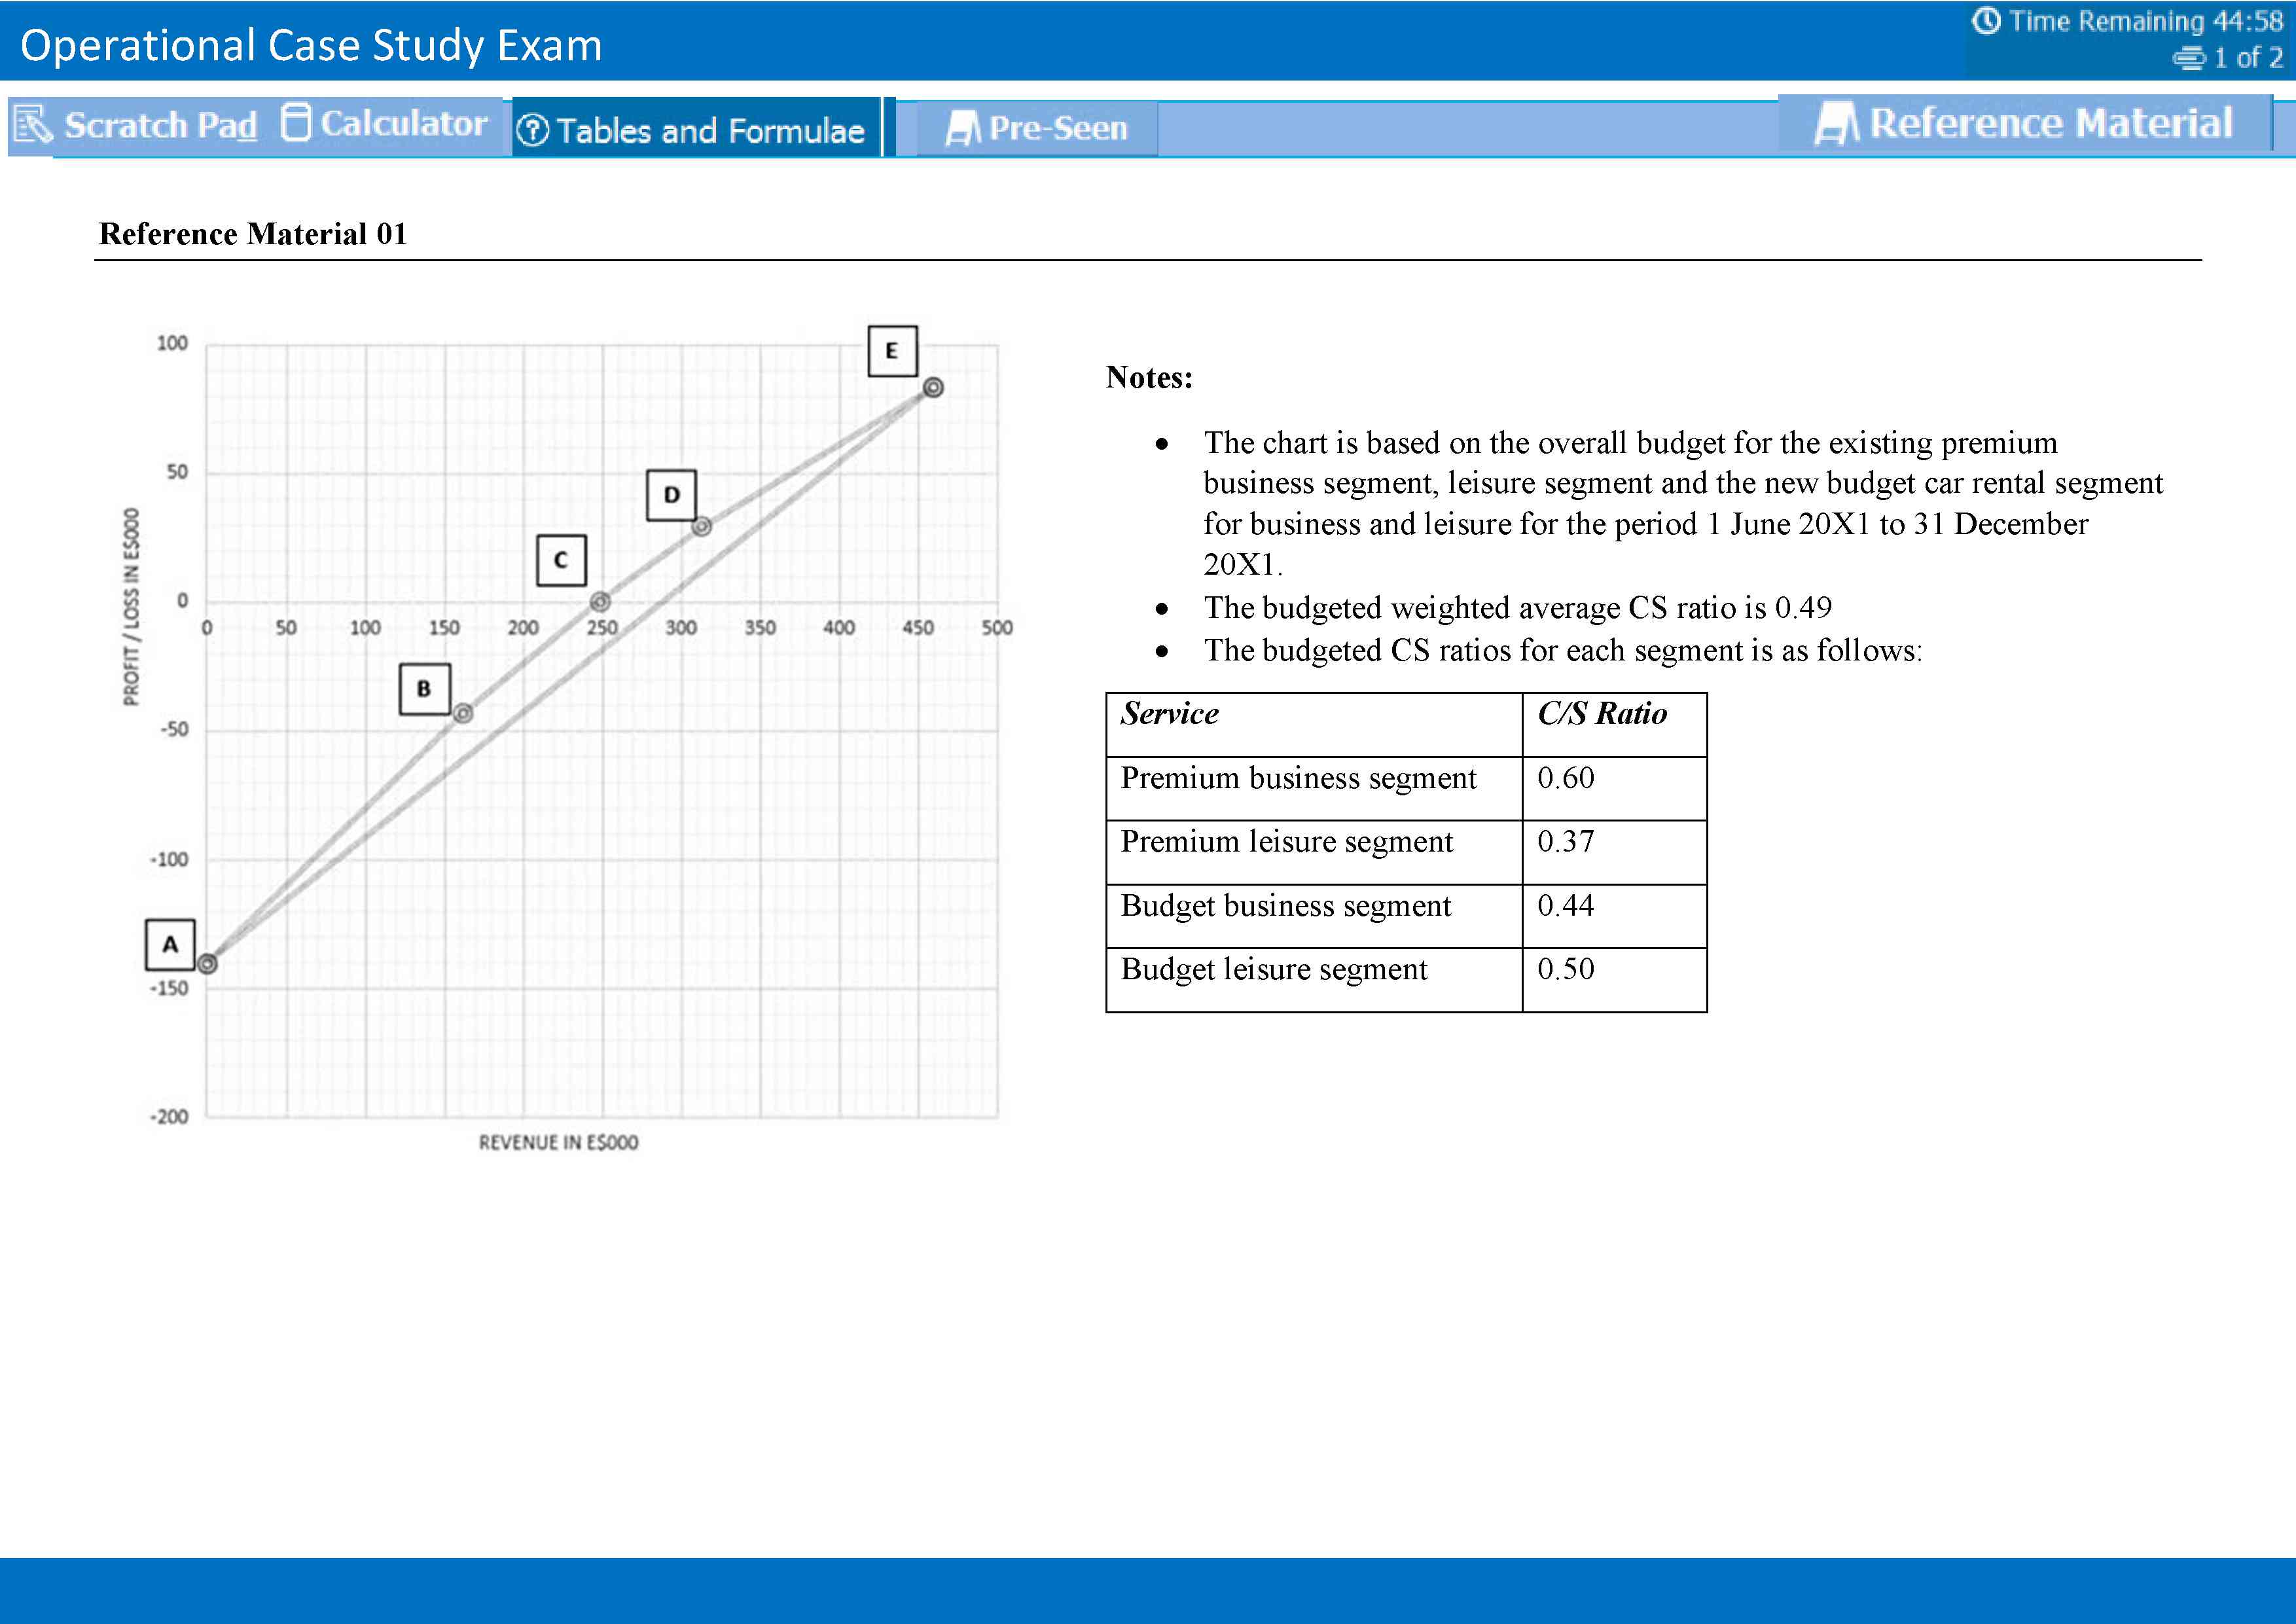 Operational Case Study Exam
Time Remaining 44:58
1 of 2
Scratch Pad
Calculator
Tables and Formulae
Pre-Seen
Reference Material
Reference Material 01
100
50
0
-50
-100
-150
-200
PROFIT / LOSS IN E$000
0 50 100 150 200 250 300 350 400 450 500
REVENUE IN E$000
A
B
C
D
E
Notes:
• The chart is based on the overall budget for the existing premium
business segment, leisure segment and the new budget car rental segment
for business and leisure for the period 1 June 20X1 to 31 December
20X1.
• The budgeted weighted average CS ratio is 0.49
• The budgeted CS ratios for each segment is as follows:
Service C/S Ratio
Premium business segment 0.60
Premium leisure segment 0.37
Budget business segment 0.44
Budget leisure segment 0.50